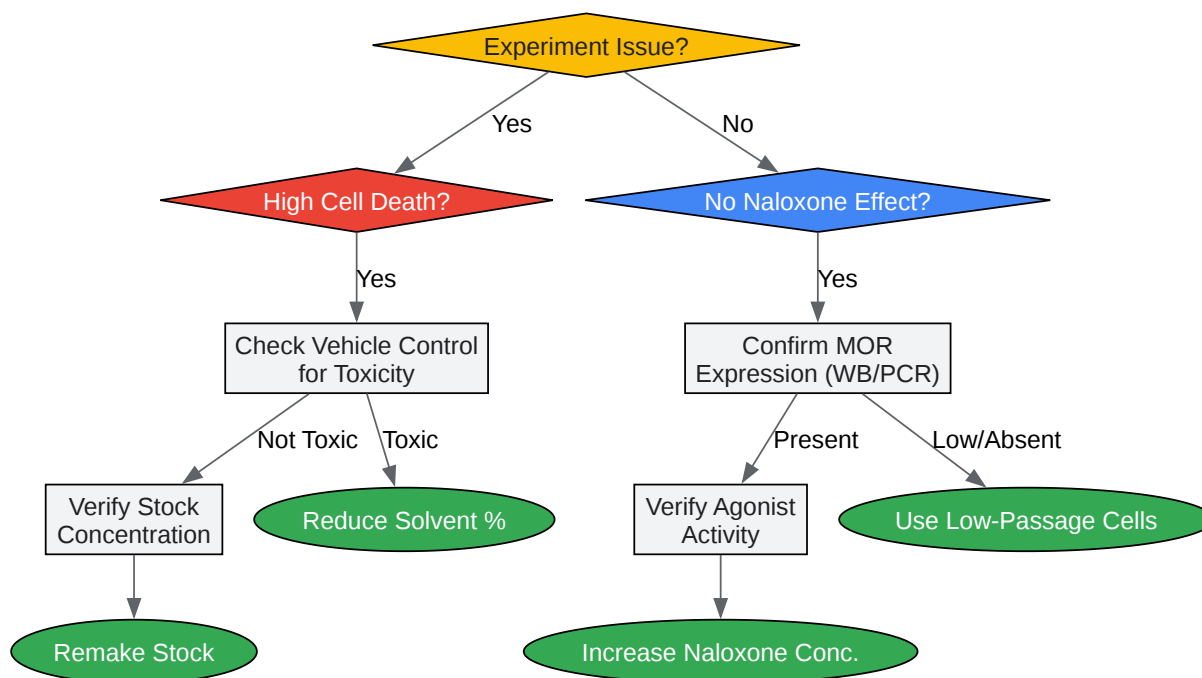 Experiment Issue?
Yes
No
High Cell Death?
No Naloxone Effect?
Yes
Yes
Check Vehicle Control
for Toxicity
Confirm MOR
Expression (WB/PCR)
Not Toxic
Toxic
Present
Low/Absent
Verify Stock
Concentration
Reduce Solvent %
Verify Agonist
Activity
Use Low-Passage Cells
Remake Stock
Increase Naloxone Conc.